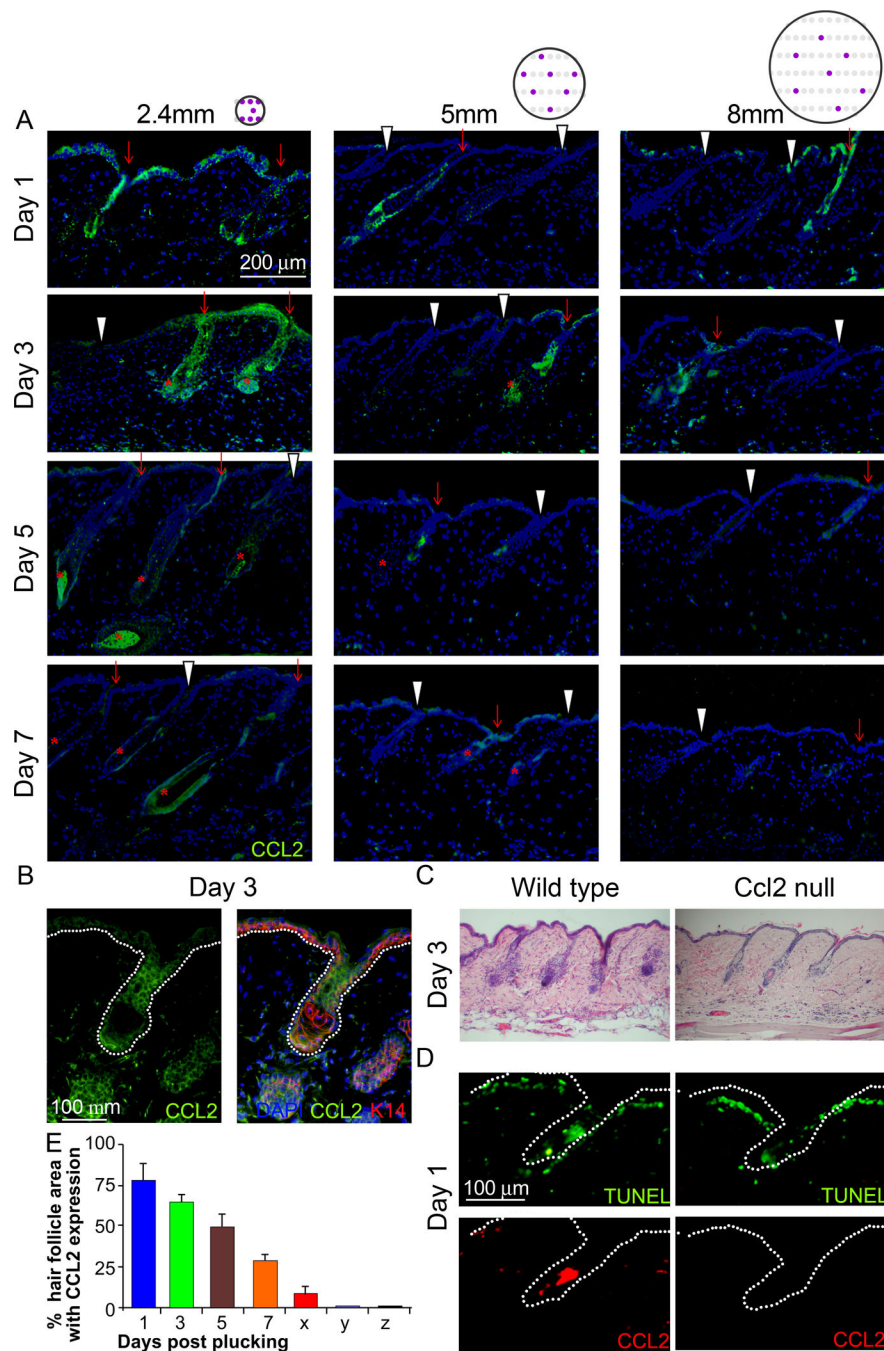 2.4mm
5mm
8mm
A
Day 1
200 µm
Day 3
Day 5
Day 7
CCL2
B
Day 3
CCL2
100 mm
DAPI CCL2 K14
C
Wild type
Ccl2 null
Day 3
D
Day 1
TUNEL
100 µm
TUNEL
CCL2
CCL2
E
% hair follicle area
with CCL2 expression
100
75
50
25
0
1 3 5 7 x y z
Days post plucking